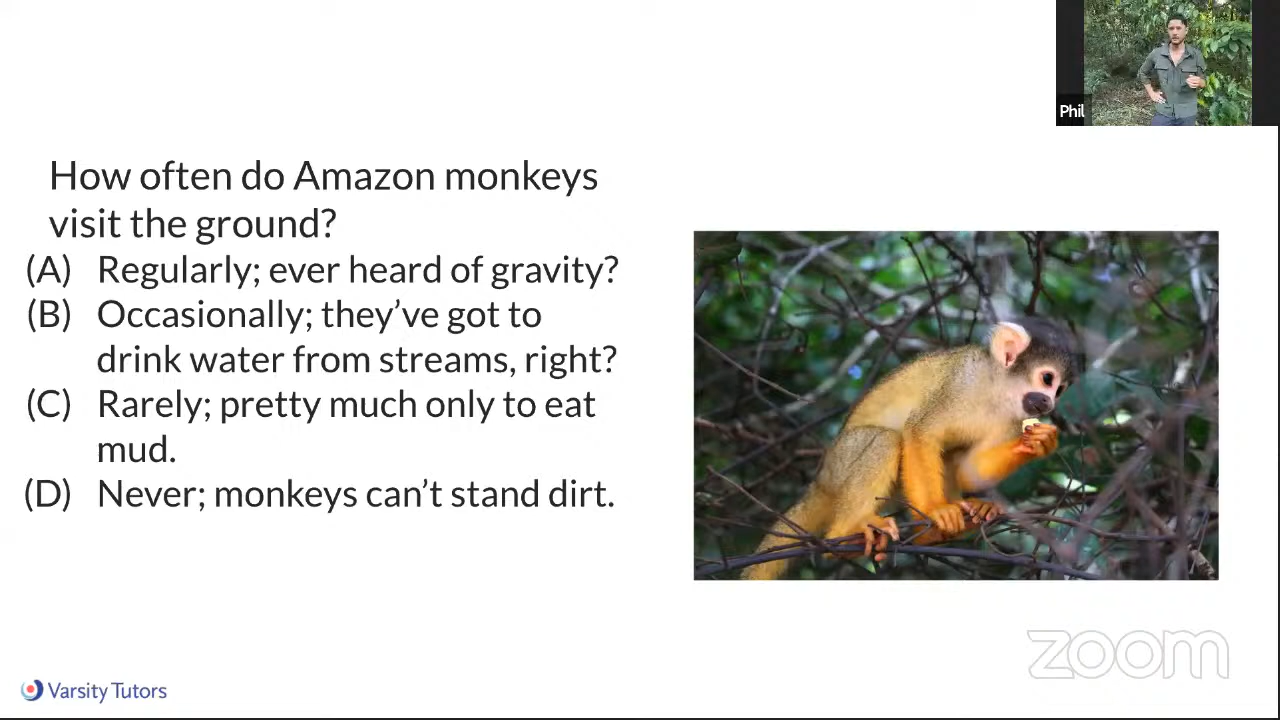 Phil
How often do Amazon monkeys
visit the ground?
(A) Regularly; ever heard of gravity?
(B) Occasionally; they’ve got to
drink water from streams, right?
(C) Rarely; pretty much only to eat
mud.
(D) Never; monkeys can’t stand dirt.
zoom
Varsity Tutors